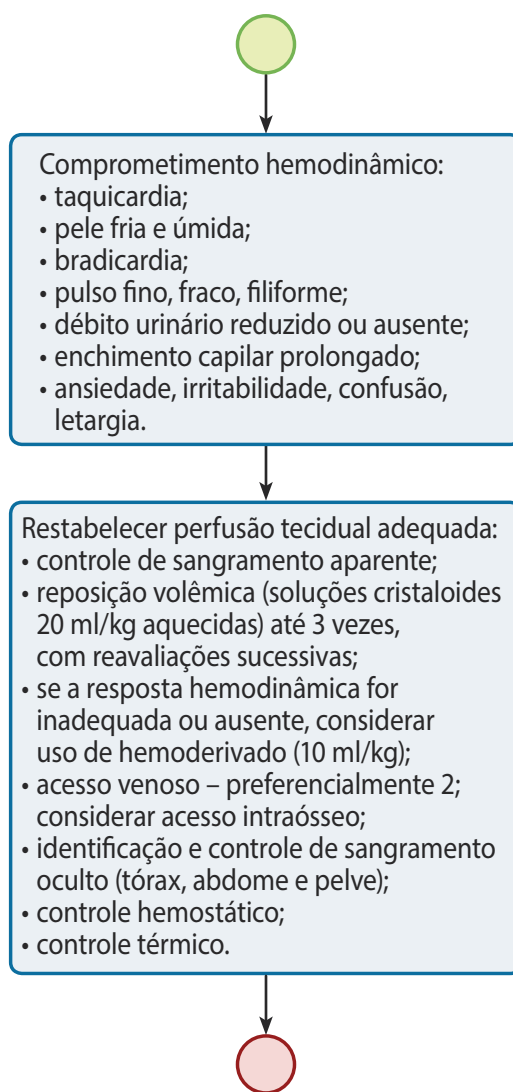 Comprometimento hemodinâmico:
• taquicardia;
• pele fria e úmida;
• bradicardia;
• pulso fino, fraco, filiforme;
• débito urinário reduzido ou ausente;
• enchimento capilar prolongado;
• ansiedade, irritabilidade, confusão,
letargia.
Restabelecer perfusão tecidual adequada:
• controle de sangramento aparente;
• reposição volêmica (soluções cristaloides
20 ml/kg aquecidas) até 3 vezes,
com reavaliações sucessivas;
• se a resposta hemodinâmica for
inadequada ou ausente, considerar
uso de hemoderivado (10 ml/kg);
• acesso venoso – preferencialmente 2;
considerar acesso intraósseo;
• identificação e controle de sangramento
oculto (tórax, abdome e pelve);
• controle hemostático;
• controle térmico.